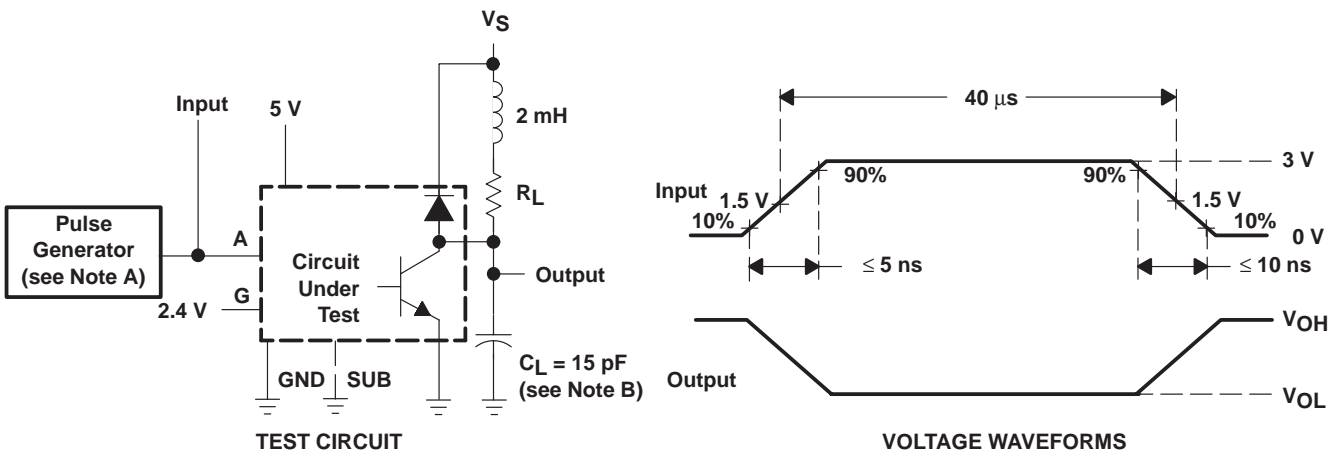 VS
Input
5 V
2 mH
RL
Pulse
Generator
(see Note A)
A
Circuit
Under
Test
Output
2.4 V
G
GND
SUB
CL = 15 pF
(see Note B)
TEST CIRCUIT
40 μs
3 V
90%
90%
Input
1.5 V
1.5 V
10%
10%
0 V
≤ 5 ns
≤ 10 ns
VOH
Output
VOL
VOLTAGE WAVEFORMS